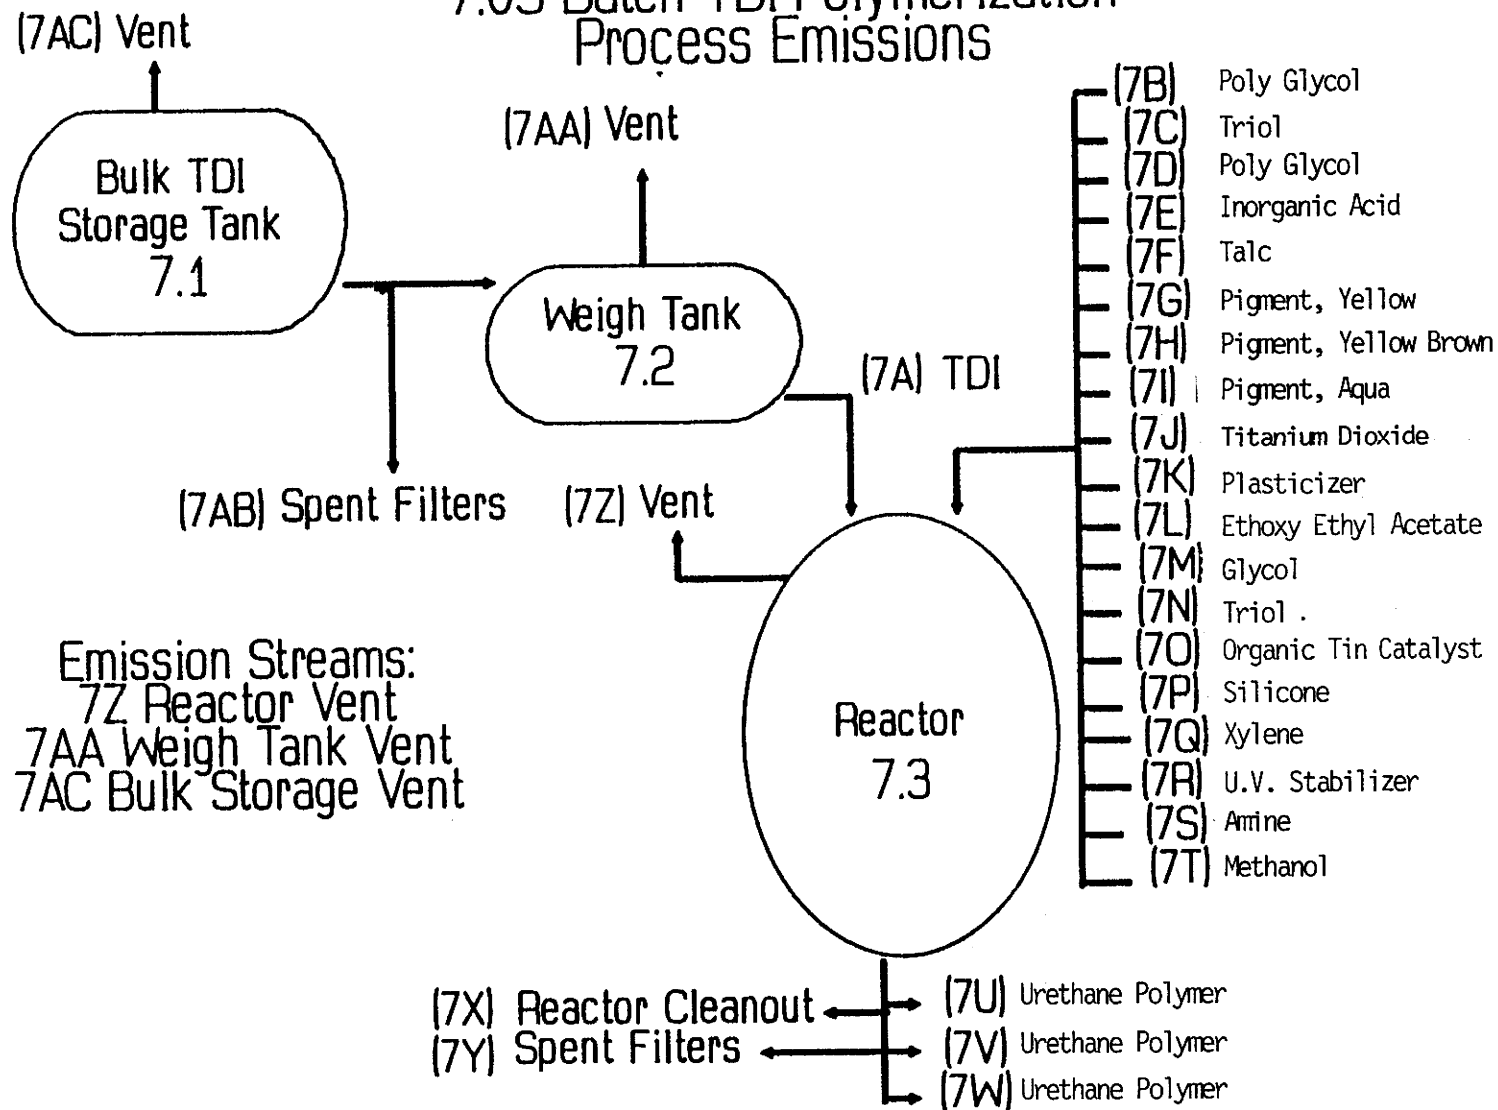 7.03 Batch TDI Polymerization
Process Emissions
(7AC) Vent
Bulk TDI
Storage Tank
7.1
(7AA) Vent
Weigh Tank
7.2
(7A) TDI
(7AB) Spent Filters
(7Z) Vent
(7B) Poly Glycol
(7C) Triol
(7D) Poly Glycol
(7E) Inorganic Acid
(7F) Talc
(7G) Pigment, Yellow
(7H) Pigment, Yellow Brown
(7I) Pigment, Aqua
(7J) Titanium Dioxide
(7K) Plasticizer
(7L) Ethoxy Ethyl Acetate
(7M) Glycol
(7N) Triol .
(7O) Organic Tin Catalyst
(7P) Silicone
(7Q) Xylene
(7R) U.V. Stabilizer
(7S) Amine
(7T) Methanol
Emission Streams:
7Z Reactor Vent
7AA Weigh Tank Vent
7AC Bulk Storage Vent
Reactor
7.3
(7X) Reactor Cleanout
(7Y) Spent Filters
(7U) Urethane Polymer
(7V) Urethane Polymer
(7W) Urethane Polymer